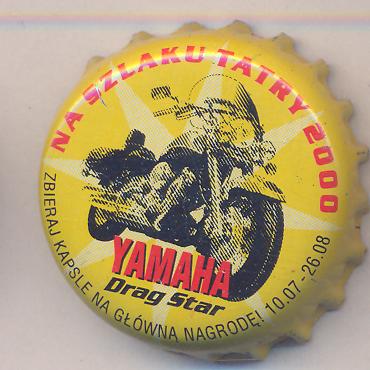 NA SZLAKU TATRY 2000
YAMAHA
Drag Star
ZBIERAJ KAPSLE NA GŁÓWNĄ NAGRODĘ! 10.07-26.08